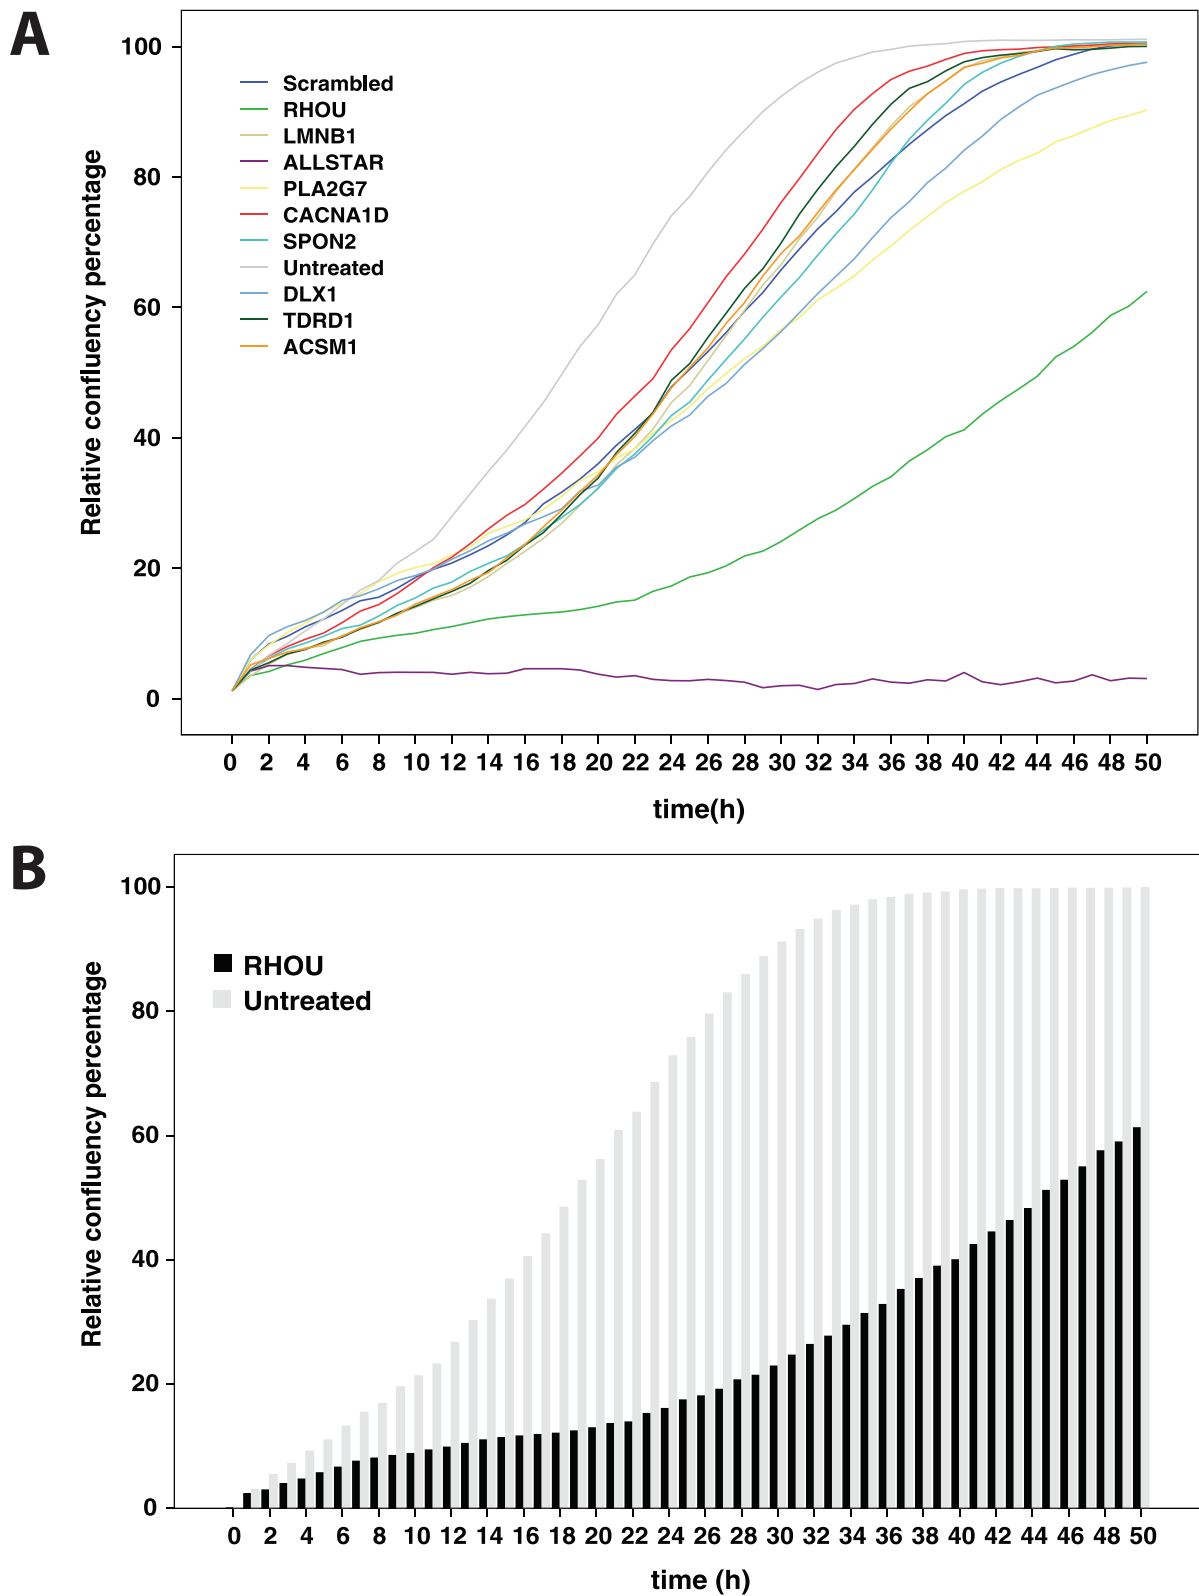 A
100
80
60
40
20
0
Relative confluency percentage
Scrambled
RHOU
LMNB1
ALLSTAR
PLA2G7
CACNA1D
SPON2
Untreated
DLX1
TDRD1
ACSM1
0 2 4 6 8 10 12 14 16 18 20 22 24 26 28 30 32 34 36 38 40 42 44 46 48 50
time(h)
B
100
80
60
40
20
0
Relative confluency percentage
RHOU
Untreated
0 2 4 6 8 10 12 14 16 18 20 22 24 26 28 30 32 34 36 38 40 42 44 46 48 50
time (h)